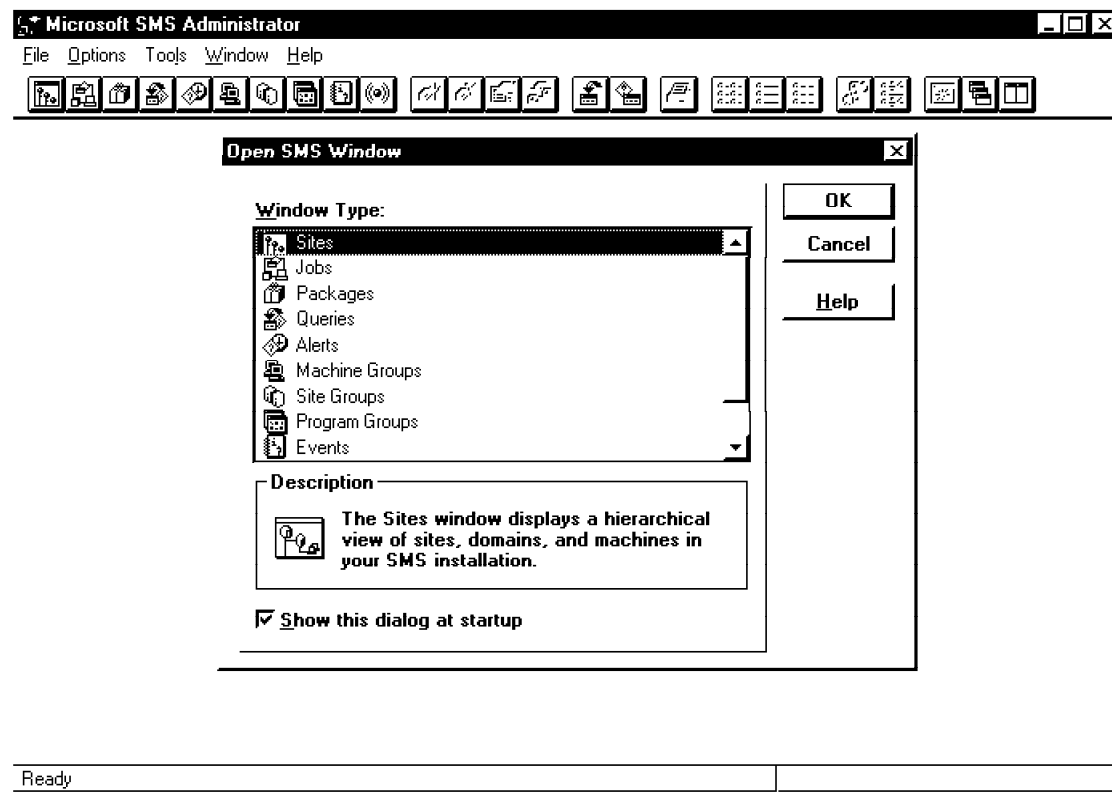 Microsoft SMS Administrator
File Options Tools Window Help
Open SMS Window
Window Type:
OK
Sites
Cancel
Jobs
Packages
Help
Queries
Alerts
Machine Groups
Site Groups
Program Groups
Events
Description
The Sites window displays a hierarchical
view of sites, domains, and machines in
your SMS installation.
Show this dialog at startup
Ready